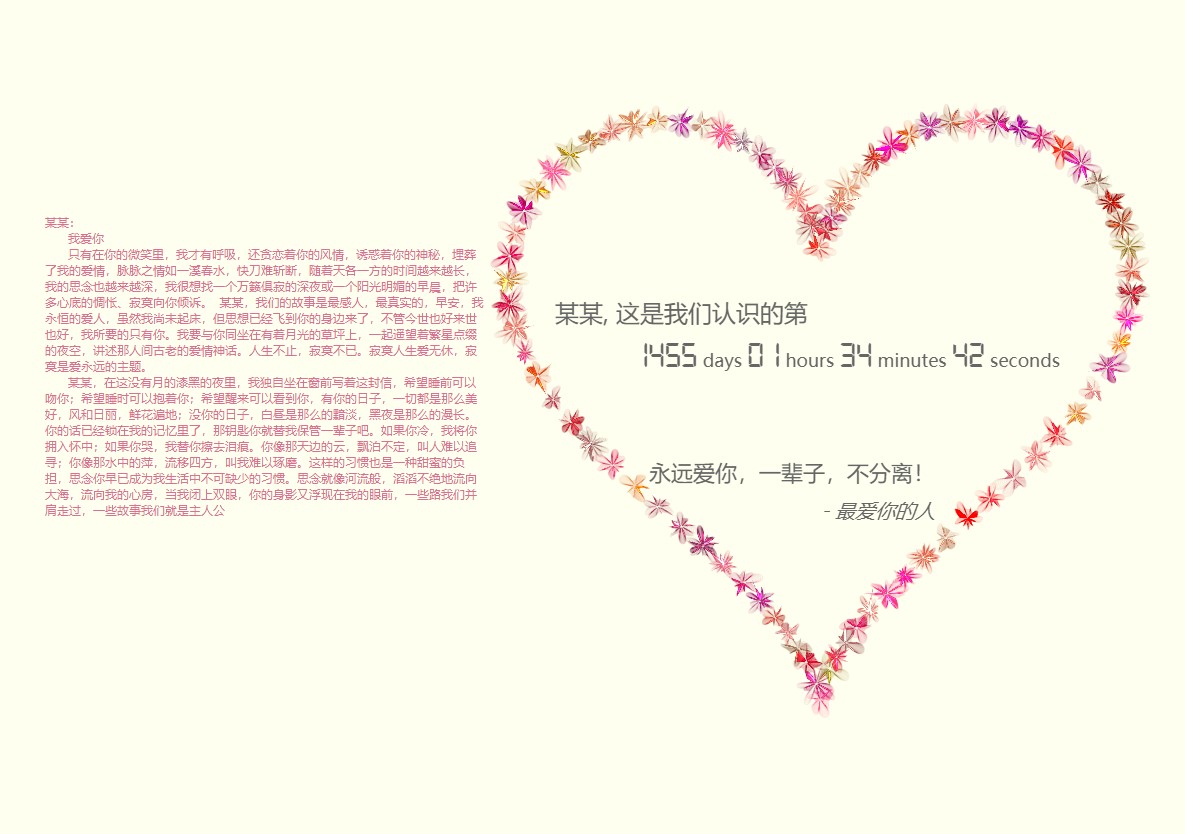 某某：
我爱你
只有在你的微笑里，我才有呼吸，还贪恋着你的风情，诱惑着你的神秘，埋葬
了我的爱情，脉脉之情如一溪春水，快刀难斩断，随着天各一方的时间越来越长，
我的思念也越来越深，我很想找一个万簌俱寂的深夜或一个阳光明媚的早晨，把许
多心底的惆怅、寂寞向你倾诉。 某某，我们的故事是最感人，最真实的，早安，我
永恒的爱人，虽然我尚未起床，但思想已经飞到你的身边来了，不管今世也好来世
也好，我所要的只有你。我要与你同坐在有着月光的草坪上，一起遥望着繁星点缀
的夜空，讲述那人间古老的爱情神话。人生不止，寂寞不已。寂寞人生爱无休，寂
寞是爱永远的主题。
某某，在这没有月的漆黑的夜里，我独自坐在窗前写着这封信，希望睡前可以
吻你；希望睡时可以抱着你；希望醒来可以看到你，有你的日子，一切都是那么美
好，风和日丽，鲜花遍地；没你的日子，白昼是那么的黯淡，黑夜是那么的漫长。
你的话已经锁在我的记忆里了，那钥匙你就替我保管一辈子吧。如果你冷，我将你
拥入怀中；如果你哭，我替你擦去泪痕。你像那天边的云，飘泊不定，叫人难以追
寻；你像那水中的萍，流移四方，叫我难以琢磨。这样的习惯也是一种甜蜜的负
担，思念你早已成为我生活中不可缺少的习惯。思念就像河流般，滔滔不绝地流向
大海，流向我的心房，当我闭上双眼，你的身影又浮现在我的眼前，一些路我们并
肩走过，一些故事我们就是主人公
某某, 这是我们认识的第
1455 days 01 hours 34 minutes 42 seconds
永远爱你，一辈子，不分离！
- 最爱你的人